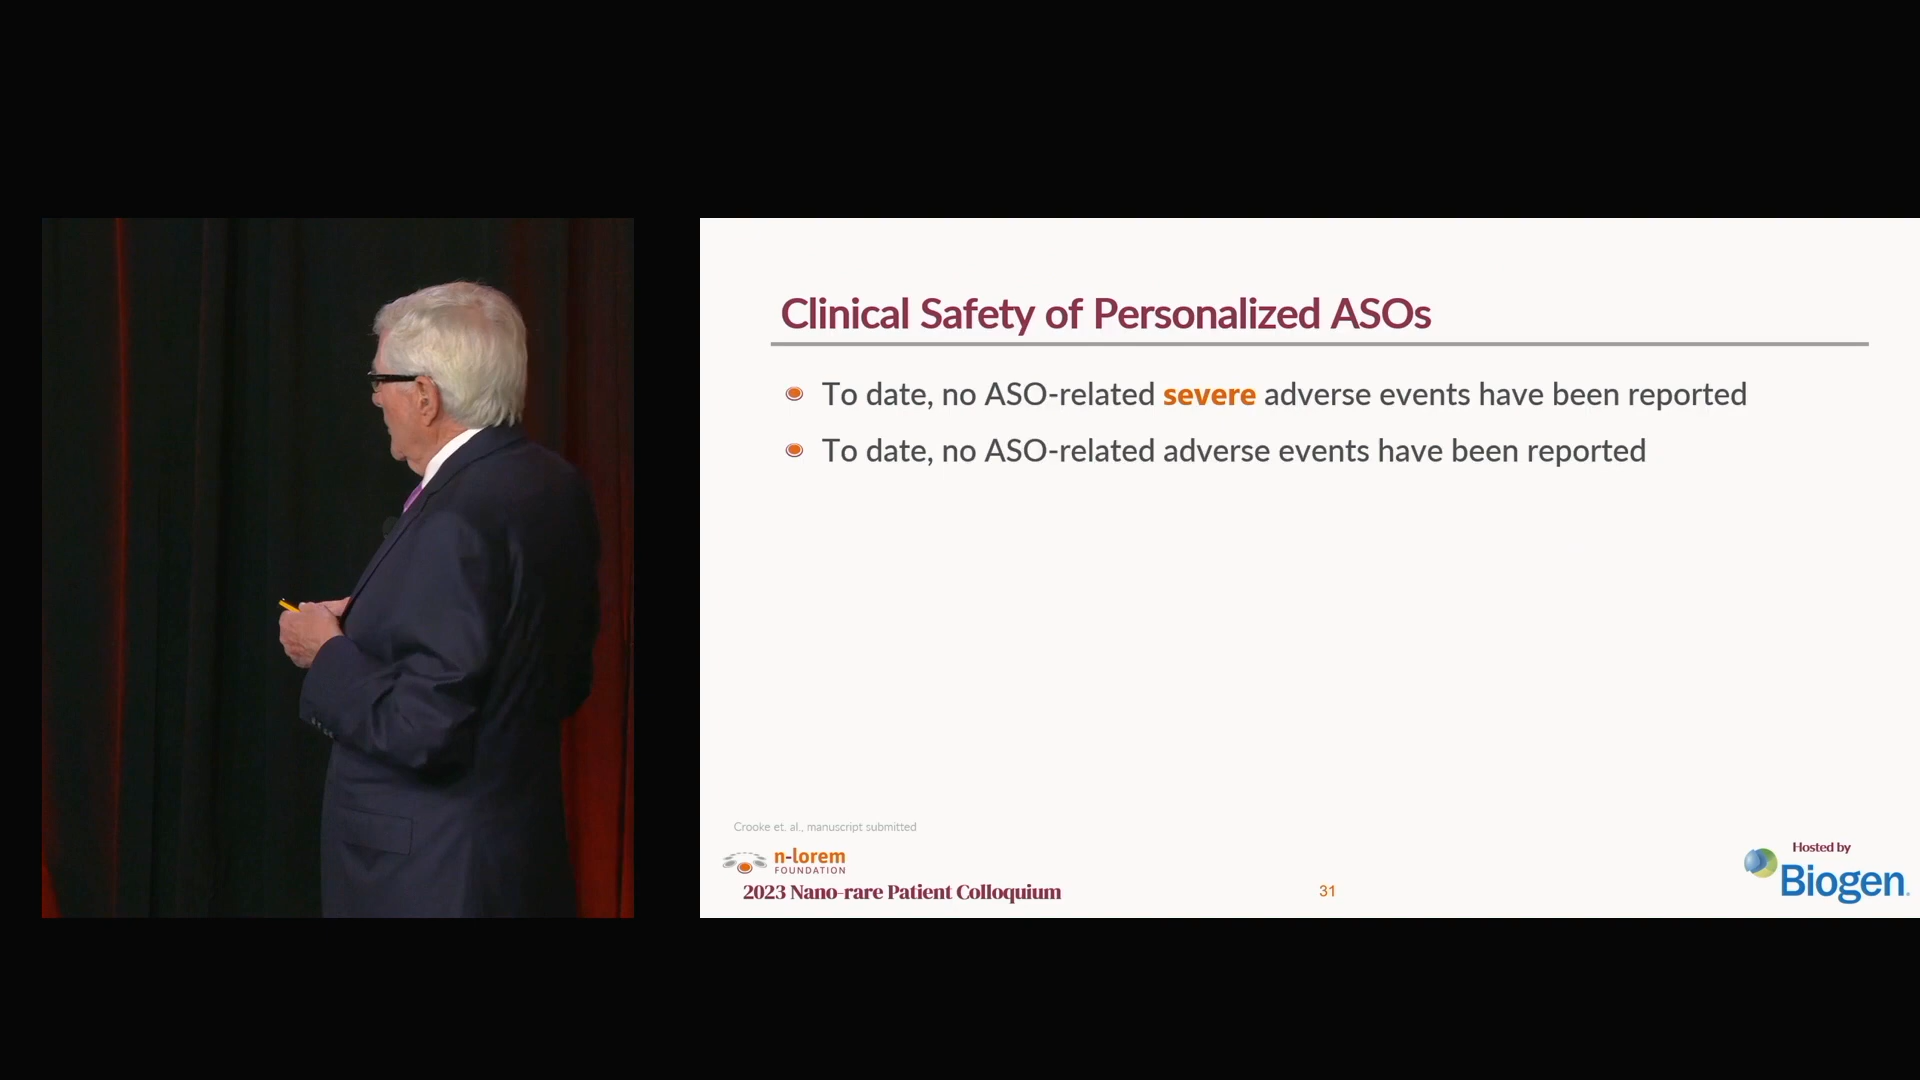 Clinical Safety of Personalized ASOs
To date, no ASO-related severe adverse events have been reported
To date, no ASO-related adverse events have been reported
Crooke et. al., manuscript submitted
n-lorem
FOUNDATION
2023 Nano-rare Patient Colloquium
31
Hosted by
Biogen.